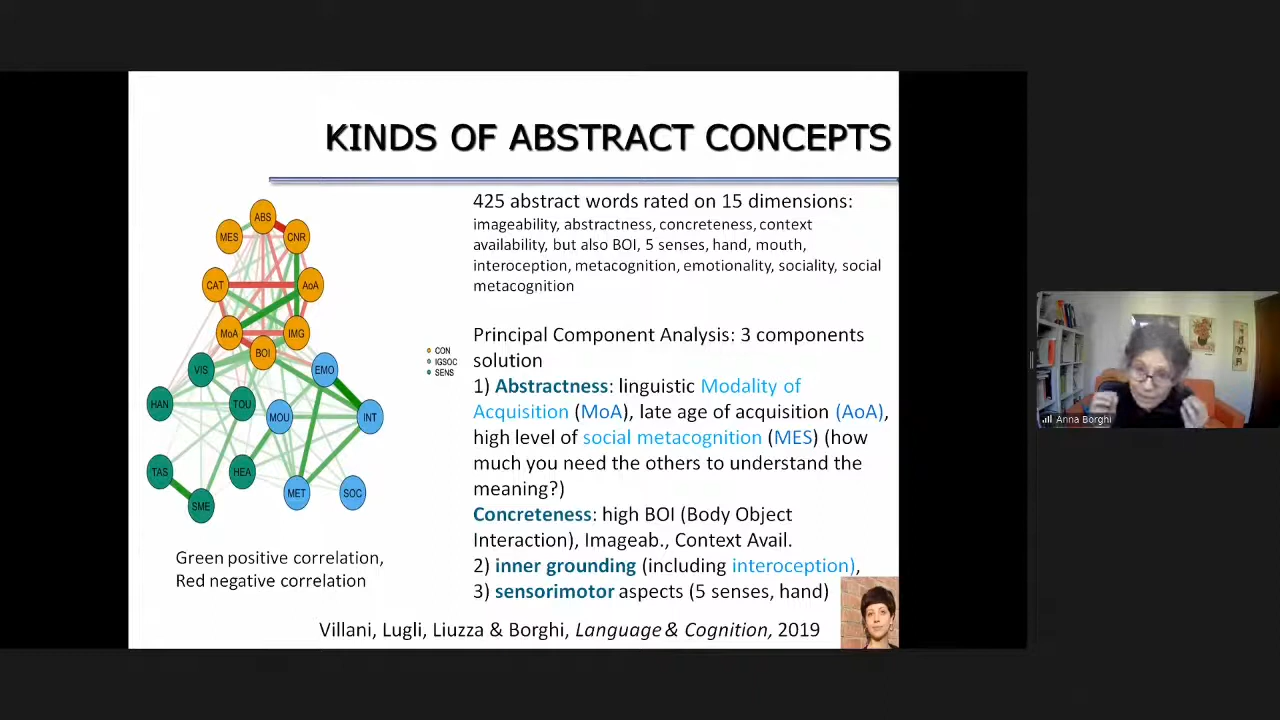 KINDS OF ABSTRACT CONCEPTS
ABS
MES
CNR
CAT
AoA
MoA
IMG
BOI
VIS
EMO
HAN
TOU
MOU
INT
TAS
HEA
MET
SOC
SME
CON
IGSOC
SENS
Green positive correlation,
Red negative correlation
425 abstract words rated on 15 dimensions:
imageability, abstractness, concreteness, context
availability, but also BOI, 5 senses, hand, mouth,
interoception, metacognition, emotionality, sociality, social
metacognition
Principal Component Analysis: 3 components
solution
1) Abstractness: linguistic Modality of
Acquisition (MoA), late age of acquisition (AoA),
high level of social metacognition (MES) (how
much you need the others to understand the
meaning?)
Concreteness: high BOI (Body Object
Interaction), Imageab., Context Avail.
2) inner grounding (including interoception),
3) sensorimotor aspects (5 senses, hand)
Villani, Lugli, Liuzza & Borghi, Language & Cognition, 2019
Anna Borghi